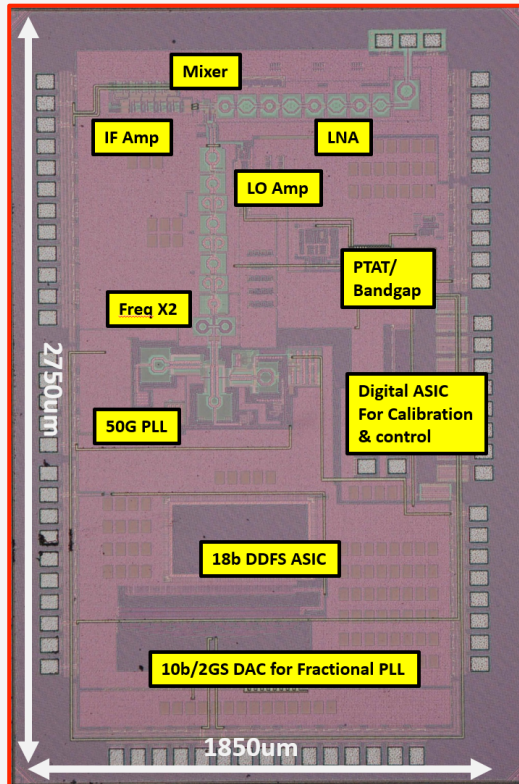 Mixer
IF Amp
LNA
LO Amp
PTAT/
Bandgap
Freq X2
2750um
Digital ASIC
For Calibration
& control
50G PLL
18b DDFS ASIC
10b/2GS DAC for Fractional PLL
1850um